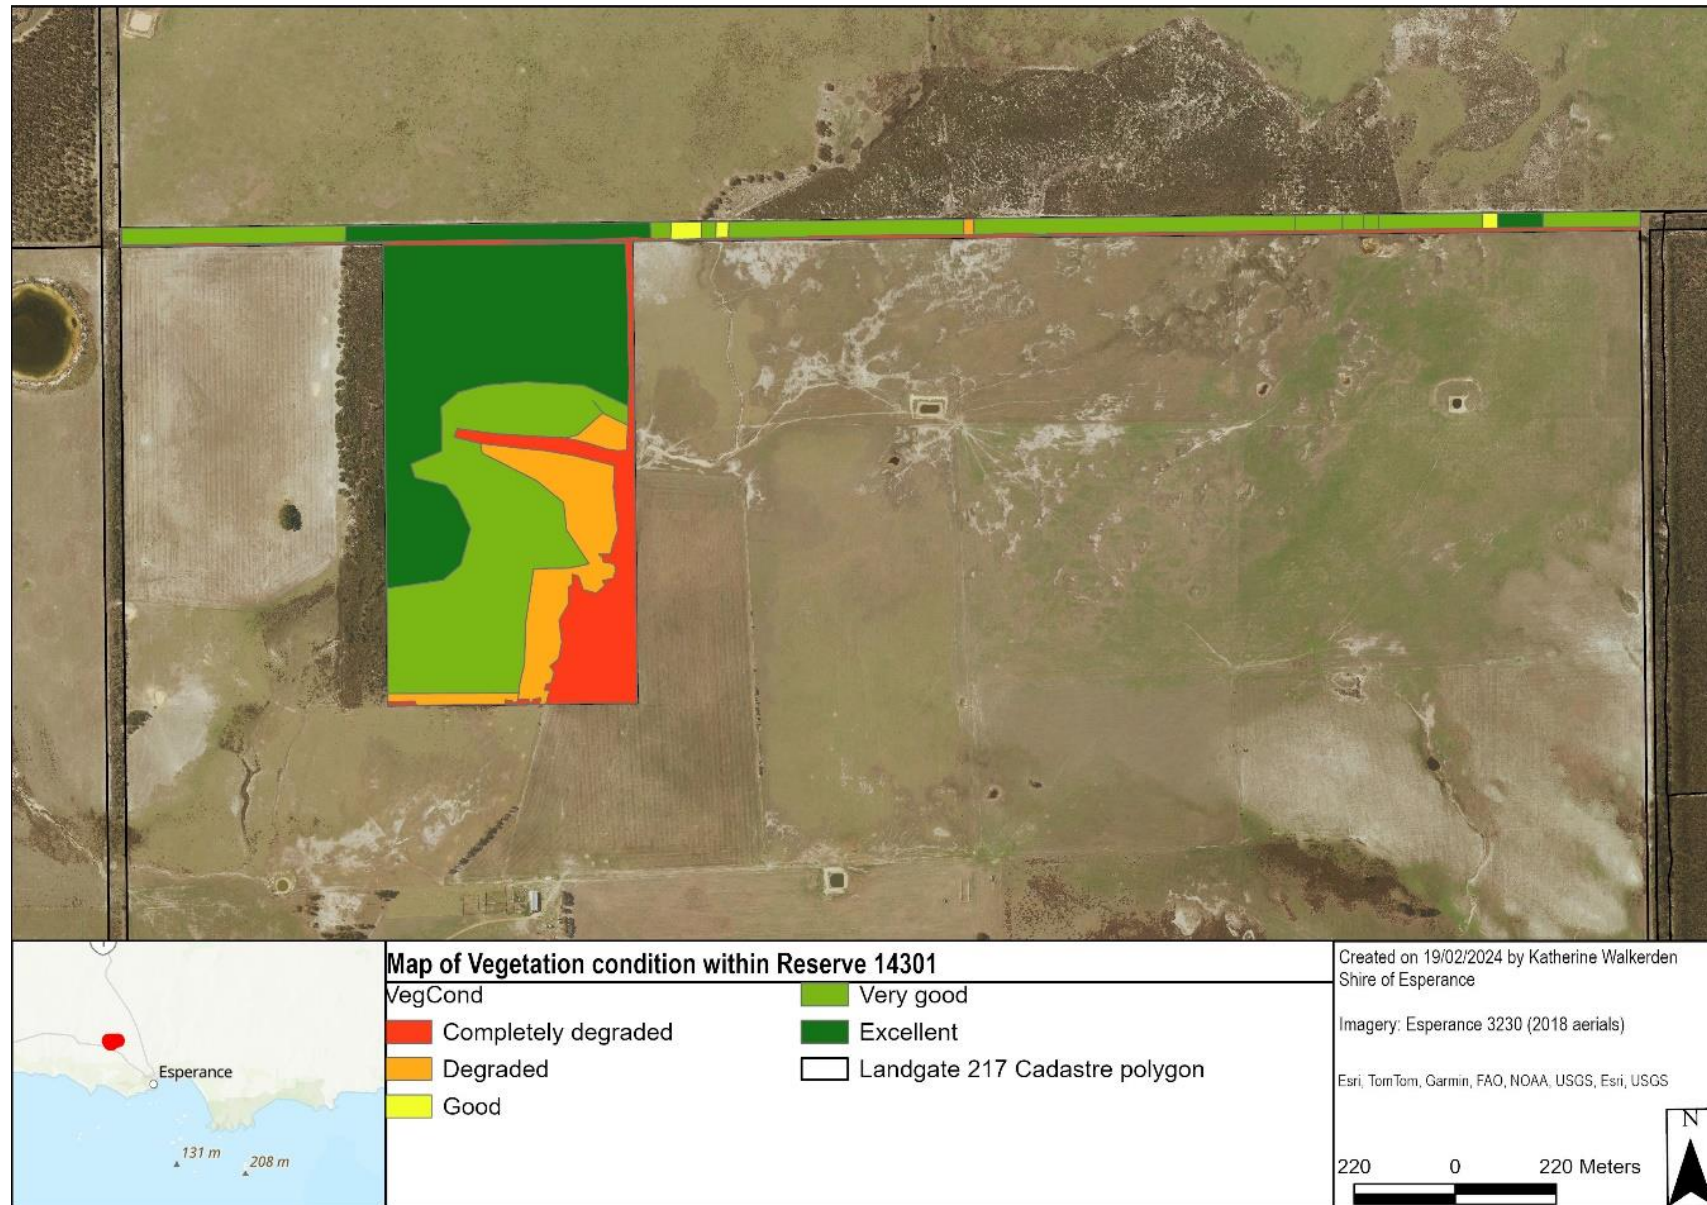 Esperance
131 m
208 m
Map of Vegetation condition within Reserve 14301
VegCond
Completely degraded
Degraded
Good
Very good
Excellent
Landgate 217 Cadastre polygon
Created on 19/02/2024 by Katherine Walkerden
Shire of Esperance
Imagery: Esperance 3230 (2018 aerials)
Esri, TomTom, Garmin, FAO, NOAA, USGS, Esri, USGS
N
220 0 220 Meters